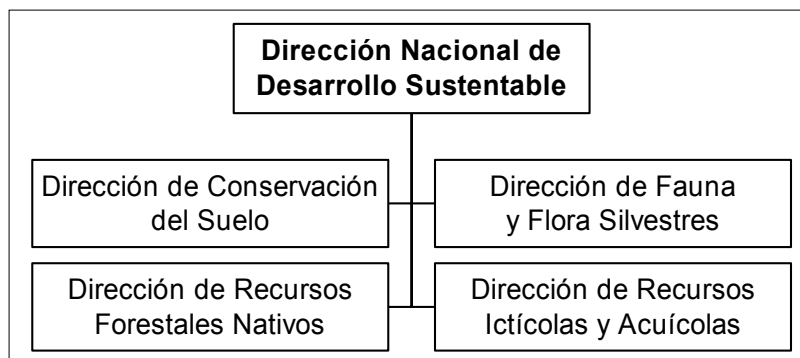 Dirección Nacional de
Desarrollo Sustentable
Dirección de Conservación
del Suelo
Dirección de Fauna
y Flora Silvestres
Dirección de Recursos
Forestales Nativos
Dirección de Recursos
Ictícolas y Acuícolas